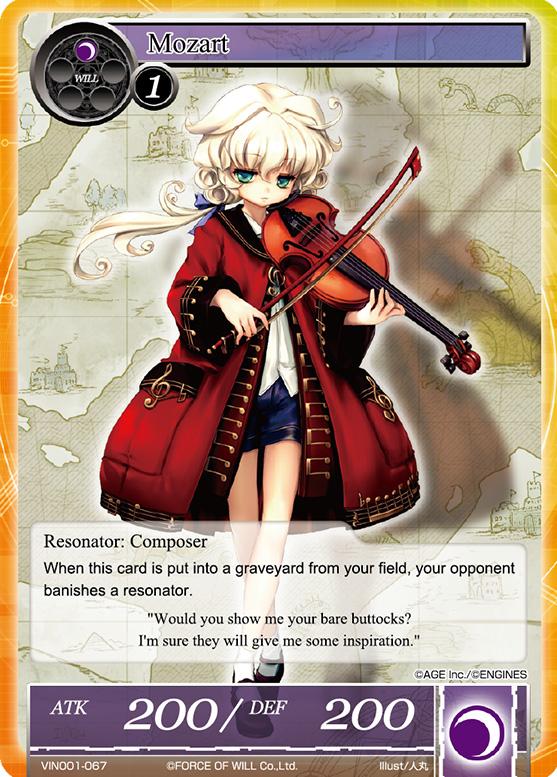 Mozart
WILL
1
Resonator: Composer
When this card is put into a graveyard from your field, your opponent
banishes a resonator.
"Would you show me your bare buttocks?
I'm sure they will give me some inspiration."
©AGE Inc./©ENGINES
ATK 200/ DEF 200
VIN001-067 ©FORCE OF WILL Co.,Ltd. Illust/人丸